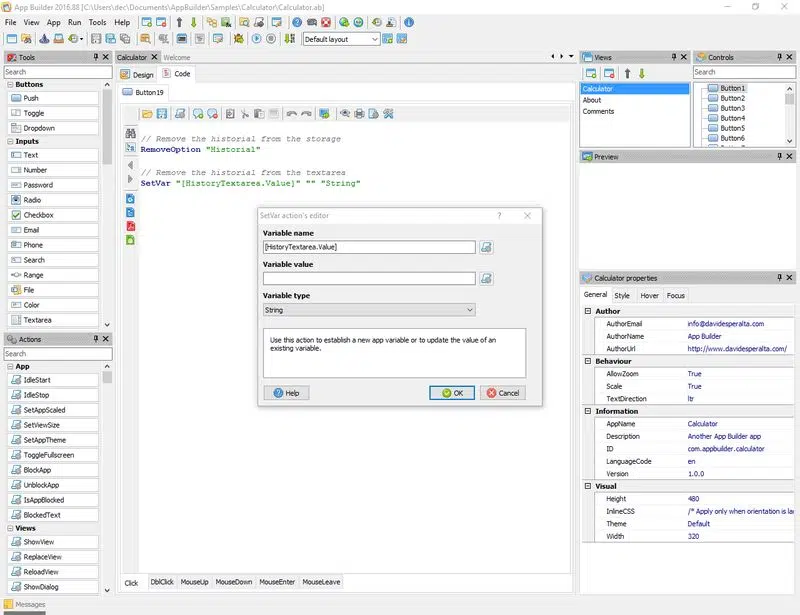 App Builder 2016.88 macOS High [C:\Users\dec\Documents\AppBuilder\Samples\Calculator\Calculator.ab]
File View App Run Tools Help
Default layout
Tools
Search
Buttons
Push
Toggle
Dropdown
Inputs
Text
Number
Password
Radio
Checkbox
Email
Phone
Search
Range
File
Color
Textarea
Actions
Search
App
IdleStart
IdleStop
SetAppScaled
SetViewSize
SetAppTheme
ToggleFullscreen
BlockApp
UnblockApp
IsAppBlocked
BlockedText
Views
ShowView
ReplaceView
ReloadView
ShowDialog
Messages
Calculator Welcome
Design Code
Button19
// Remove the historial from the storage
RemoveOption "Historial"
// Remove the historial from the textarea
SetVar "[HistoryTextarea.Value]" "" "String"
SetVar action's editor ?
Variable name
[HistoryTextarea.Value]
Variable value
Variable type
String
Use this action to establish a new app variable or to update the value of an
existing variable.
Help OK Cancel
Click DblClick MouseUp MouseDown MouseEnter MouseLeave
Views
Calculator
About
Comments
Controls
Search
Button1
Button2
Button3
Button4
Button5
Button6
Preview
Calculator properties
General Style Hover Focus
Author
AuthorEmail info@davidesperalta.com
AuthorName App Builder
AuthorUrl http://www.davidesperalta.com/
Behaviour
AllowZoom True
Scale True
TextDirection ltr
Information
AppName Calculator
Description Another App Builder app
ID com.appbuilder.calculator
LanguageCode en
Version 1.0.0
Visual
Height 480
InlineCSS /* Apply only when orientation is la
Theme Default
Width 320